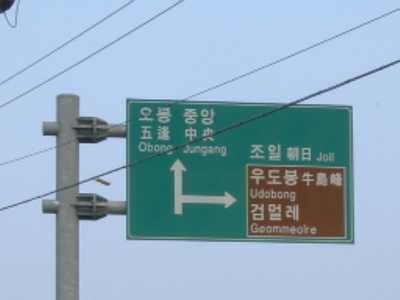 오봉 중앙
五逢 中央
Obong Jungang
조일 朝日 Joil
우도봉 牛島峰
Udobong
검멀레
Geommeolre